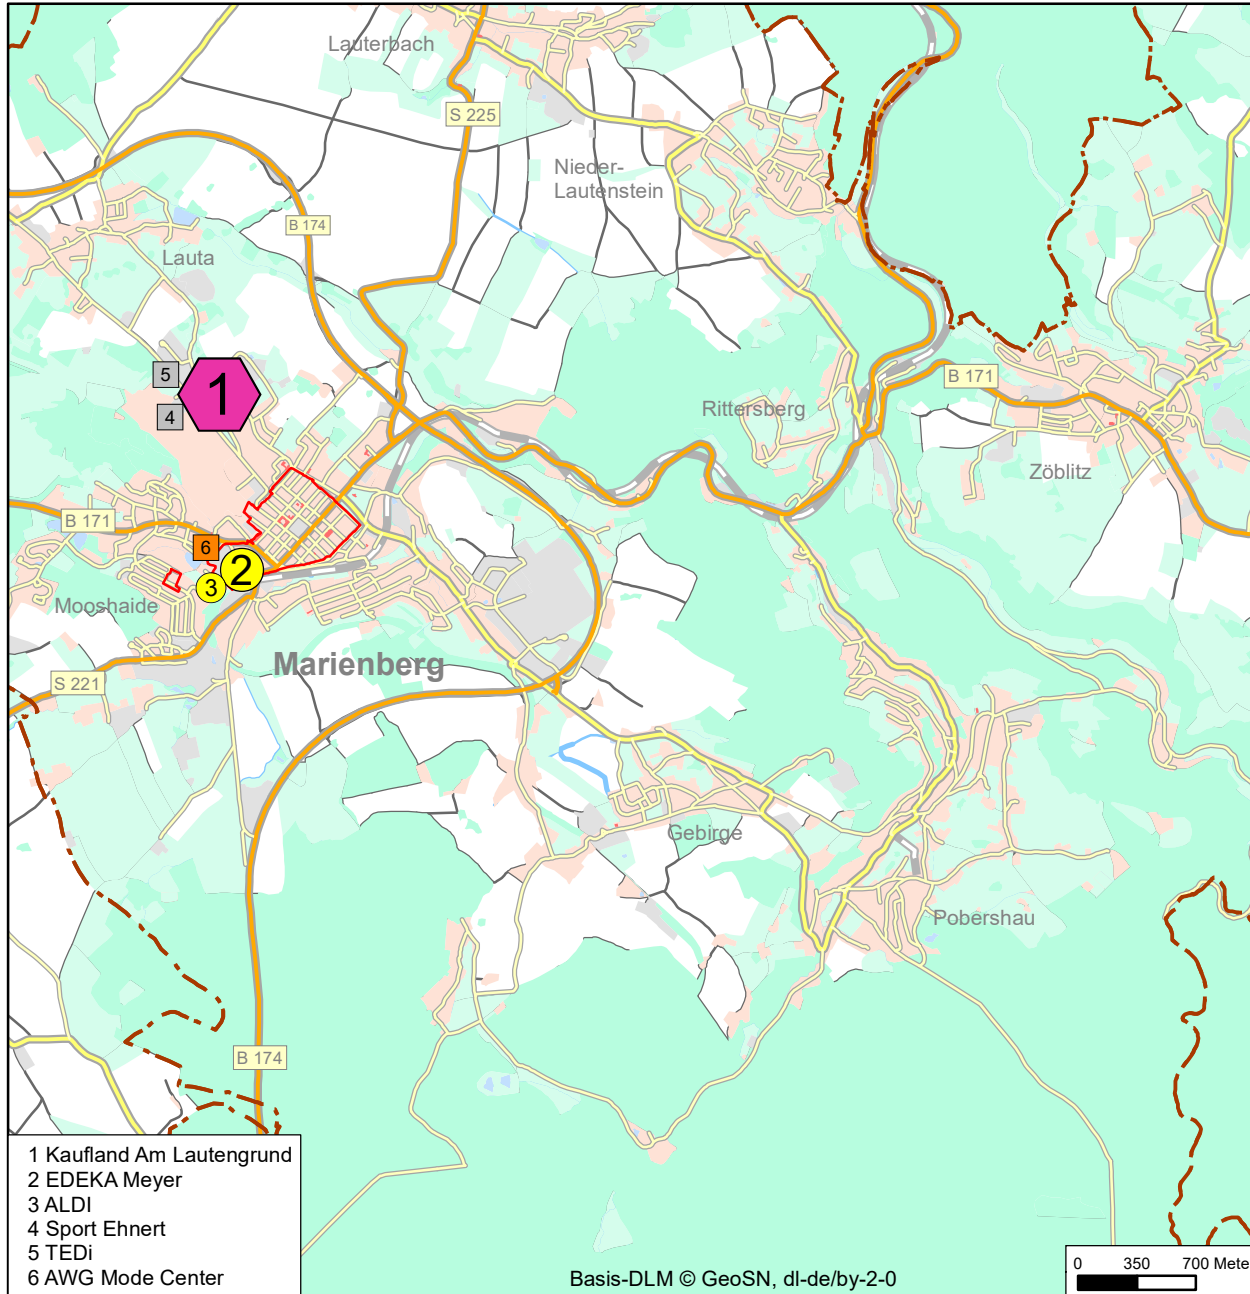 Lauterbach
S 225
Nieder-
Lautenstein
B 174
Lauta
5
1
4
B 171
Rittersberg
Zöblitz
B 171
6
2
3
Mooshaide
Marienberg
S 221
Gebirge
Pobershau
B 174
1 Kaufland Am Lautengrund
2 EDEKA Meyer
3 ALDI
4 Sport Ehnert
5 TEDi
6 AWG Mode Center
Basis-DLM © GeoSN, dl-de/by-2-0
0 350 700 Mete